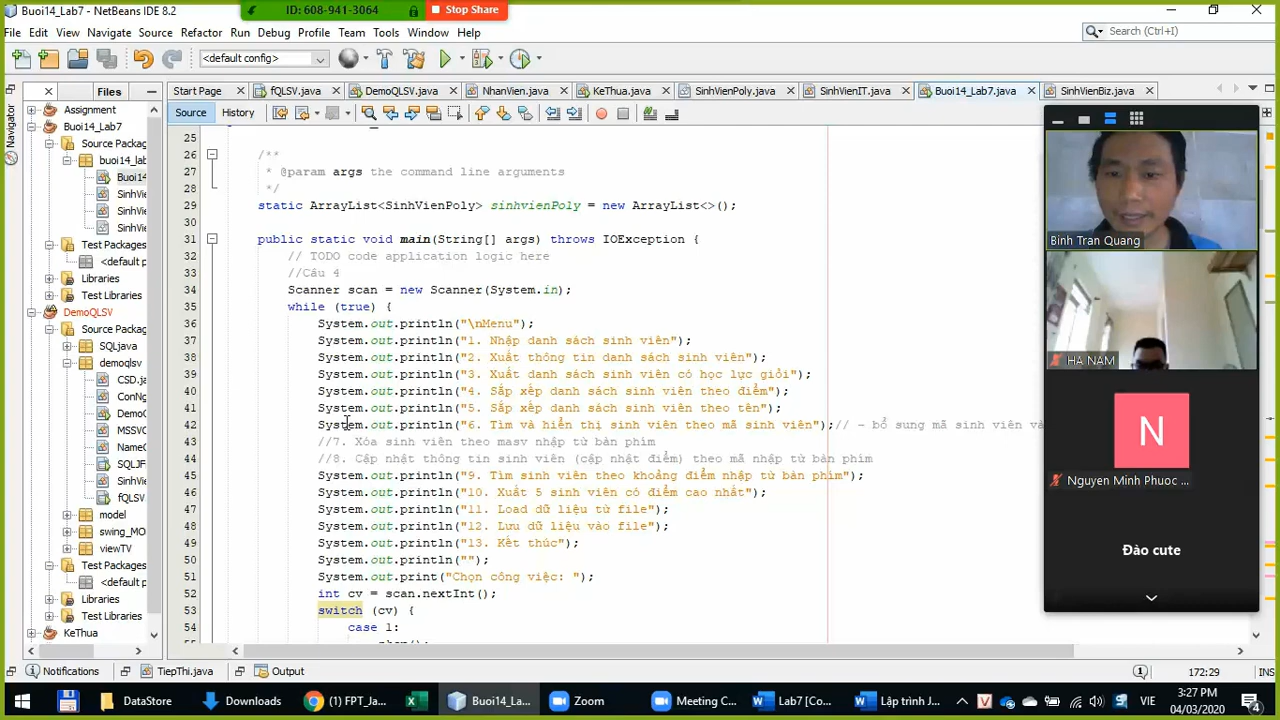 Buoi14_Lab7 - NetBeans IDE 8.2
ID: 608-941-3064
Stop Share
File Edit View Navigate Source Refactor Run Debug Profile Team Tools Window Help
Search (Ctrl+I)
<default config>
Files
Start Page
fQLSV.java
DemoQLSV.java
NhanVien.java
KeThua.java
SinhVienPoly.java
SinhVienIT.java
Buoi14_Lab7.java
SinhVienBiz.java
Navigator
Source
History
Assignment
Buoi14_Lab7
Source Pack
buoi14_lab
Buoi14
SinhVie
SinhVi
SinhVi
Test Packages
<default p
Libraries
Test Libraries
DemoQLSV
Source Packag
SQLjava
demoqlsv
CSD.ja
ConNg
DemoC
MSSVC
NameC
SQLJF
SinhVie
fQLSV
model
swing_MO
viewTV
Test Packages
<default p
Libraries
Test Libraries
KeThua
25
26 /**
27 * @param args the command line arguments
28 */
29 static ArrayList<SinhVienPoly> sinhvienPoly = new ArrayList<>();
30
31 public static void main(String[] args) throws IOException {
32 // TODO code application logic here
33 //Câu 4
34 Scanner scan = new Scanner(System.in);
35 while (true) {
36 System.out.println("\nMenu");
37 System.out.println("1. Nhập danh sách sinh viên");
38 System.out.println("2. Xuất thông tin danh sách sinh viên");
39 System.out.println("3. Xuất danh sách sinh viên có học lực giỏi");
40 System.out.println("4. Sắp xếp danh sách sinh viên theo điểm");
41 System.out.println("5. Sắp xếp danh sách sinh viên theo tên");
42 System.out.println("6. Tìm và hiển thị sinh viên theo mã sinh viên");// - bổ sung mã sinh viên và
43 //7. Xóa sinh viên theo masv nhập từ bàn phím
44 //8. Cập nhật thông tin sinh viên (cập nhật điểm) theo mã nhập từ bàn phím
45 System.out.println("9. Tìm sinh viên theo khoảng điểm nhập từ bàn phím");
46 System.out.println("10. Xuất 5 sinh viên có điểm cao nhất");
47 System.out.println("11. Load dữ liệu từ file");
48 System.out.println("12. Lưu dữ liệu vào file");
49 System.out.println("13. Kết thúc");
50 System.out.println("");
51 System.out.print("Chọn công việc: ");
52 int cv = scan.nextInt();
53 switch (cv) {
54 case 1:
Binh Tran Quang
HA NAM
N
Nguyen Minh Phuoc ...
Đào cute
Notifications
TiepThi.java
Output
172:29
INS
DataStore
Downloads
(1) FPT_Ja...
Buoi14_La...
Zoom
Meeting C...
Lab7 [Co...
Lập trình J...
VIE
3:27 PM
04/03/2020
4